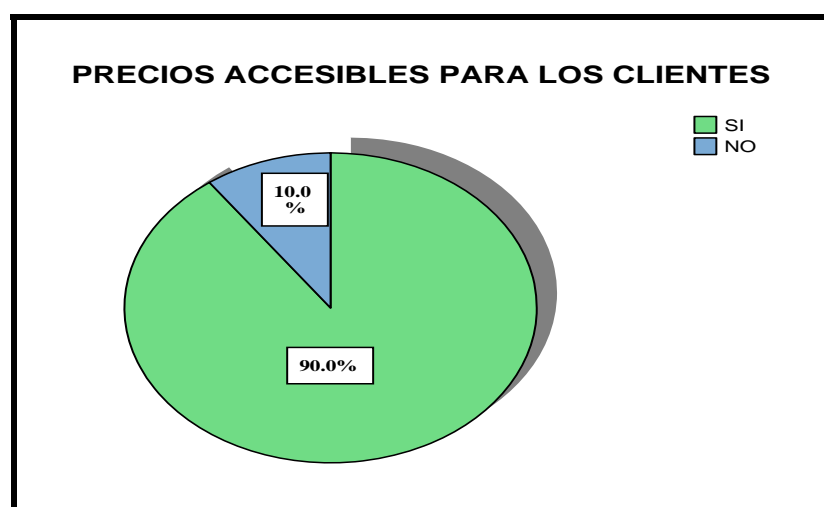 PRECIOS ACCESIBLES PARA LOS CLIENTES
SI
NO
10.0
%
90.0%